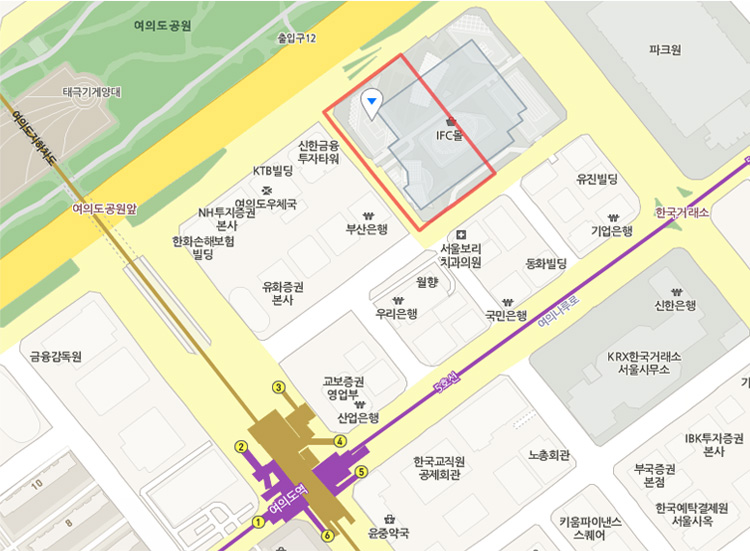 여의도공원
출입구12
파크원
태극기게양대
여의도지하차도
IFC몰
신한금융
투자타워
KTB빌딩
여의도우체국
유진빌딩
여의도공원앞
NH투자증권
본사
한국거래소
부산은행
기업은행
한화손해보험
빌딩
서울보리
치과의원
동화빌딩
유화증권
본사
월향
신한은행
우리은행
국민은행
여의나루로
금융감독원
KRX한국거래소
서울사무소
교보증권
영업부
5호선
기
3
산업은행
4
IBK투자증권
본사
2
한국교직원
공제회관
노총회관
5
부국증권
본점
10
여의도역
8
1
6
윤중약국
키움파이낸스
스퀘어
한국예탁결제원
서울사옥